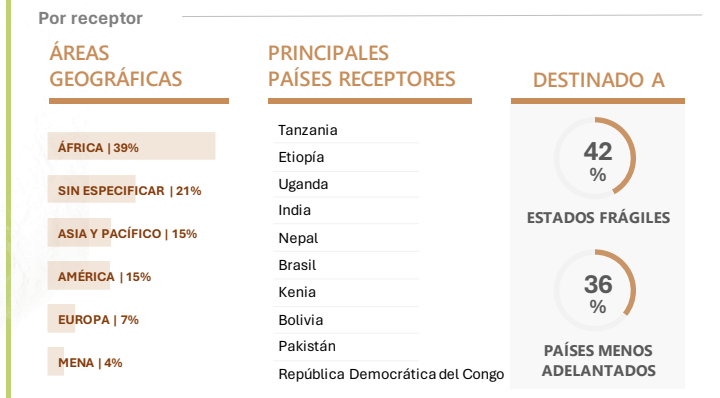 Por receptor
ÁREAS
GEOGRÁFICAS
ÁFRICA | 39%
SIN ESPECIFICAR | 21%
ASIA Y PACÍFICO | 15%
AMÉRICA | 15%
EUROPA | 7%
MENA | 4%
PRINCIPALES
PAÍSES RECEPTORES
Tanzania
Etiopía
Uganda
India
Nepal
Brasil
Kenia
Bolivia
Pakistán
República Democrática del Congo
DESTINADO A
42
%
ESTADOS FRÁGILES
36
%
PAÍSES MENOS
ADELANTADOS